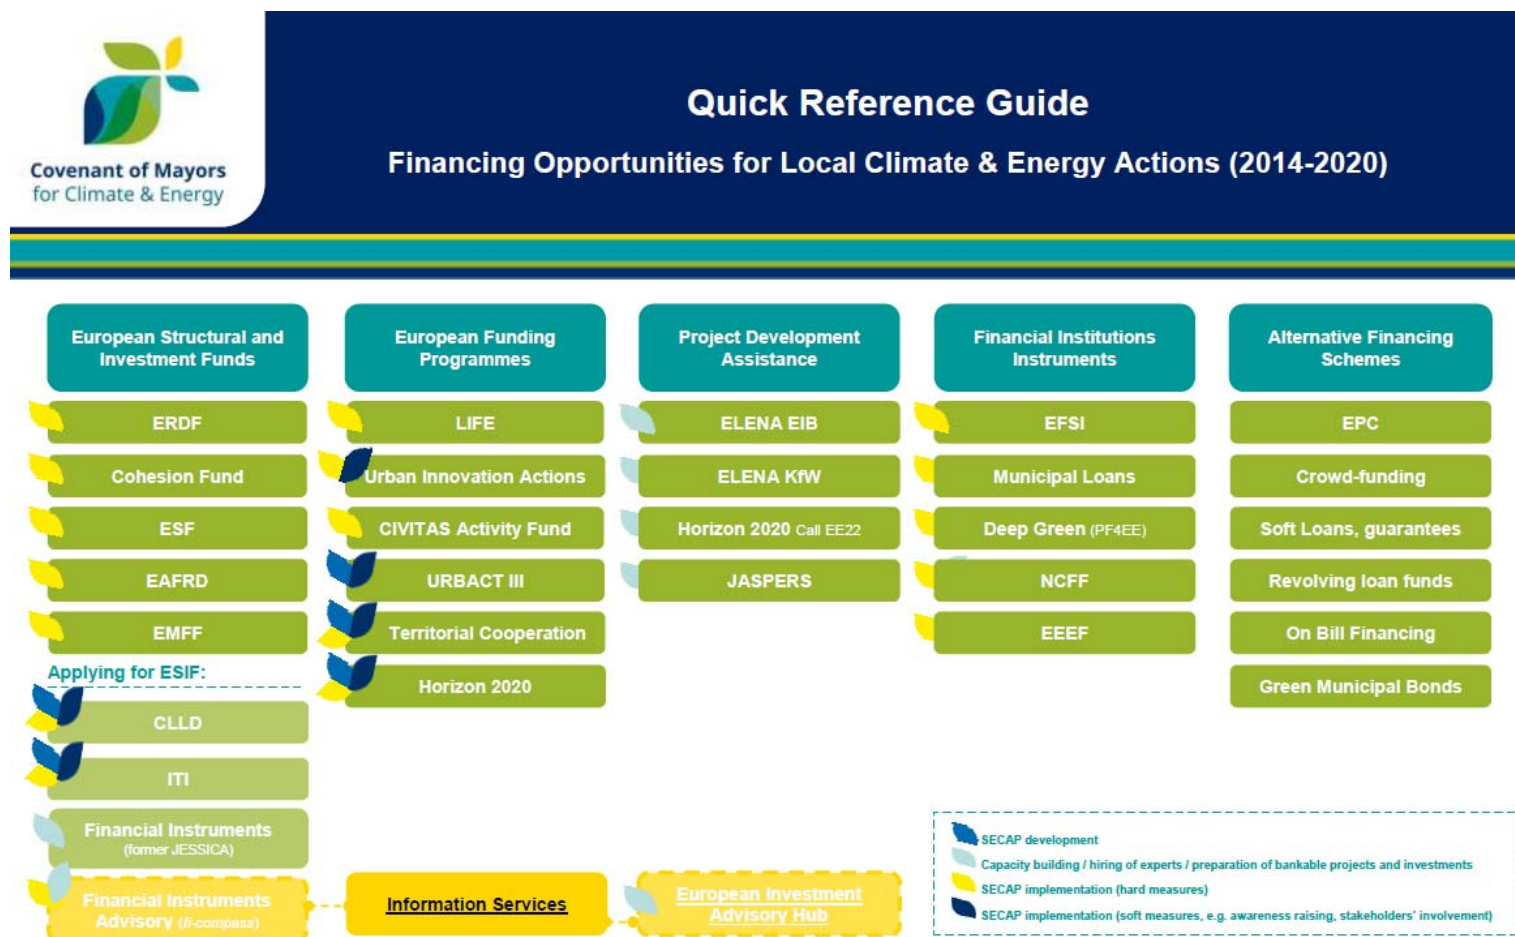 Covenant of Mayors
for Climate & Energy
Quick Reference Guide
Financing Opportunities for Local Climate & Energy Actions (2014-2020)
European Structural and
Investment Funds
ERDF
Cohesion Fund
ESF
EAFRD
EMFF
Applying for ESIF:
CLLD
ITI
Financial Instruments
(former JESSICA)
Financial Instruments
Advisory (fi-compass)
European Funding
Programmes
LIFE
Urban Innovation Actions
CIVITAS Activity Fund
URBACT III
Territorial Cooperation
Horizon 2020
Information Services
Project Development
Assistance
ELENA EIB
ELENA KfW
Horizon 2020 Call EE22
JASPERS
European Investment
Advisory Hub
Financial Institutions
Instruments
EFSI
Municipal Loans
Deep Green (PF4EE)
NCFF
EEEF
Alternative Financing
Schemes
EPC
Crowd-funding
Soft Loans, guarantees
Revolving loan funds
On Bill Financing
Green Municipal Bonds
SECAP development
Capacity building / hiring of experts / preparation of bankable projects and investments
SECAP implementation (hard measures)
SECAP implementation (soft measures, e.g. awareness raising, stakeholders' involvement)